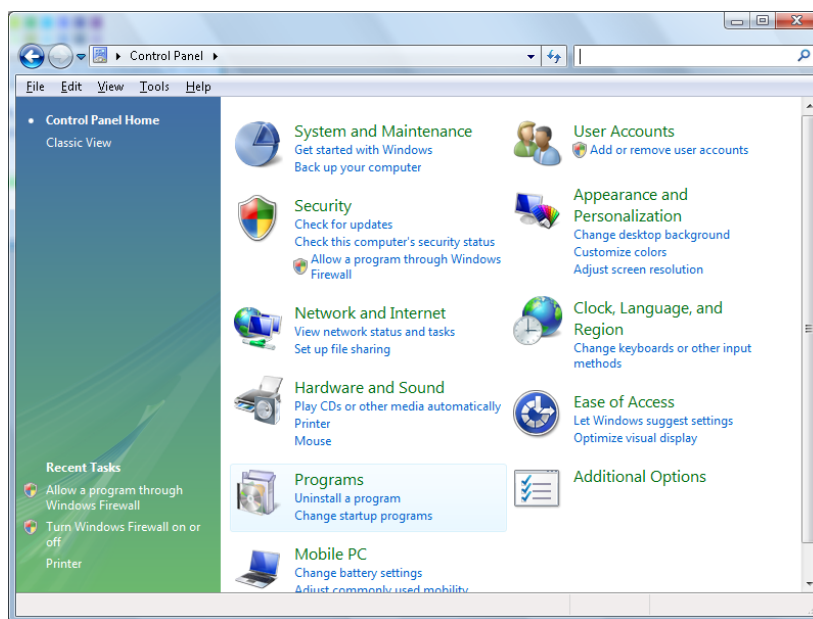 Control Panel
File Edit View Tools Help
Control Panel Home
Classic View
Recent Tasks
Allow a program through
Windows Firewall
Turn Windows Firewall on or
off
Printer
System and Maintenance
Get started with Windows
Back up your computer
Security
Check for updates
Check this computer's security status
Allow a program through Windows
Firewall
Network and Internet
View network status and tasks
Set up file sharing
Hardware and Sound
Play CDs or other media automatically
Printer
Mouse
Programs
Uninstall a program
Change startup programs
Mobile PC
Change battery settings
Adjust commonly used mobility
User Accounts
Add or remove user accounts
Appearance and
Personalization
Change desktop background
Customize colors
Adjust screen resolution
Clock, Language, and
Region
Change keyboards or other input
methods
Ease of Access
Let Windows suggest settings
Optimize visual display
Additional Options